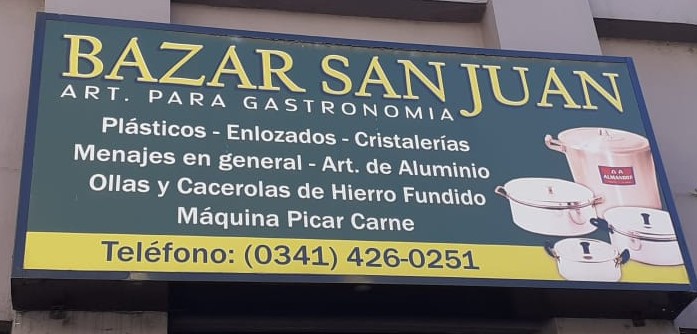 BAZAR SAN JUAN
ART. PARA GASTRONOMIA
Plásticos - Enlozados - Cristalerías
Menajes en general - Art. de Aluminio
Ollas y Cacerolas de Hierro Fundido
Máquina Picar Carne
Teléfono: (0341) 426-0251